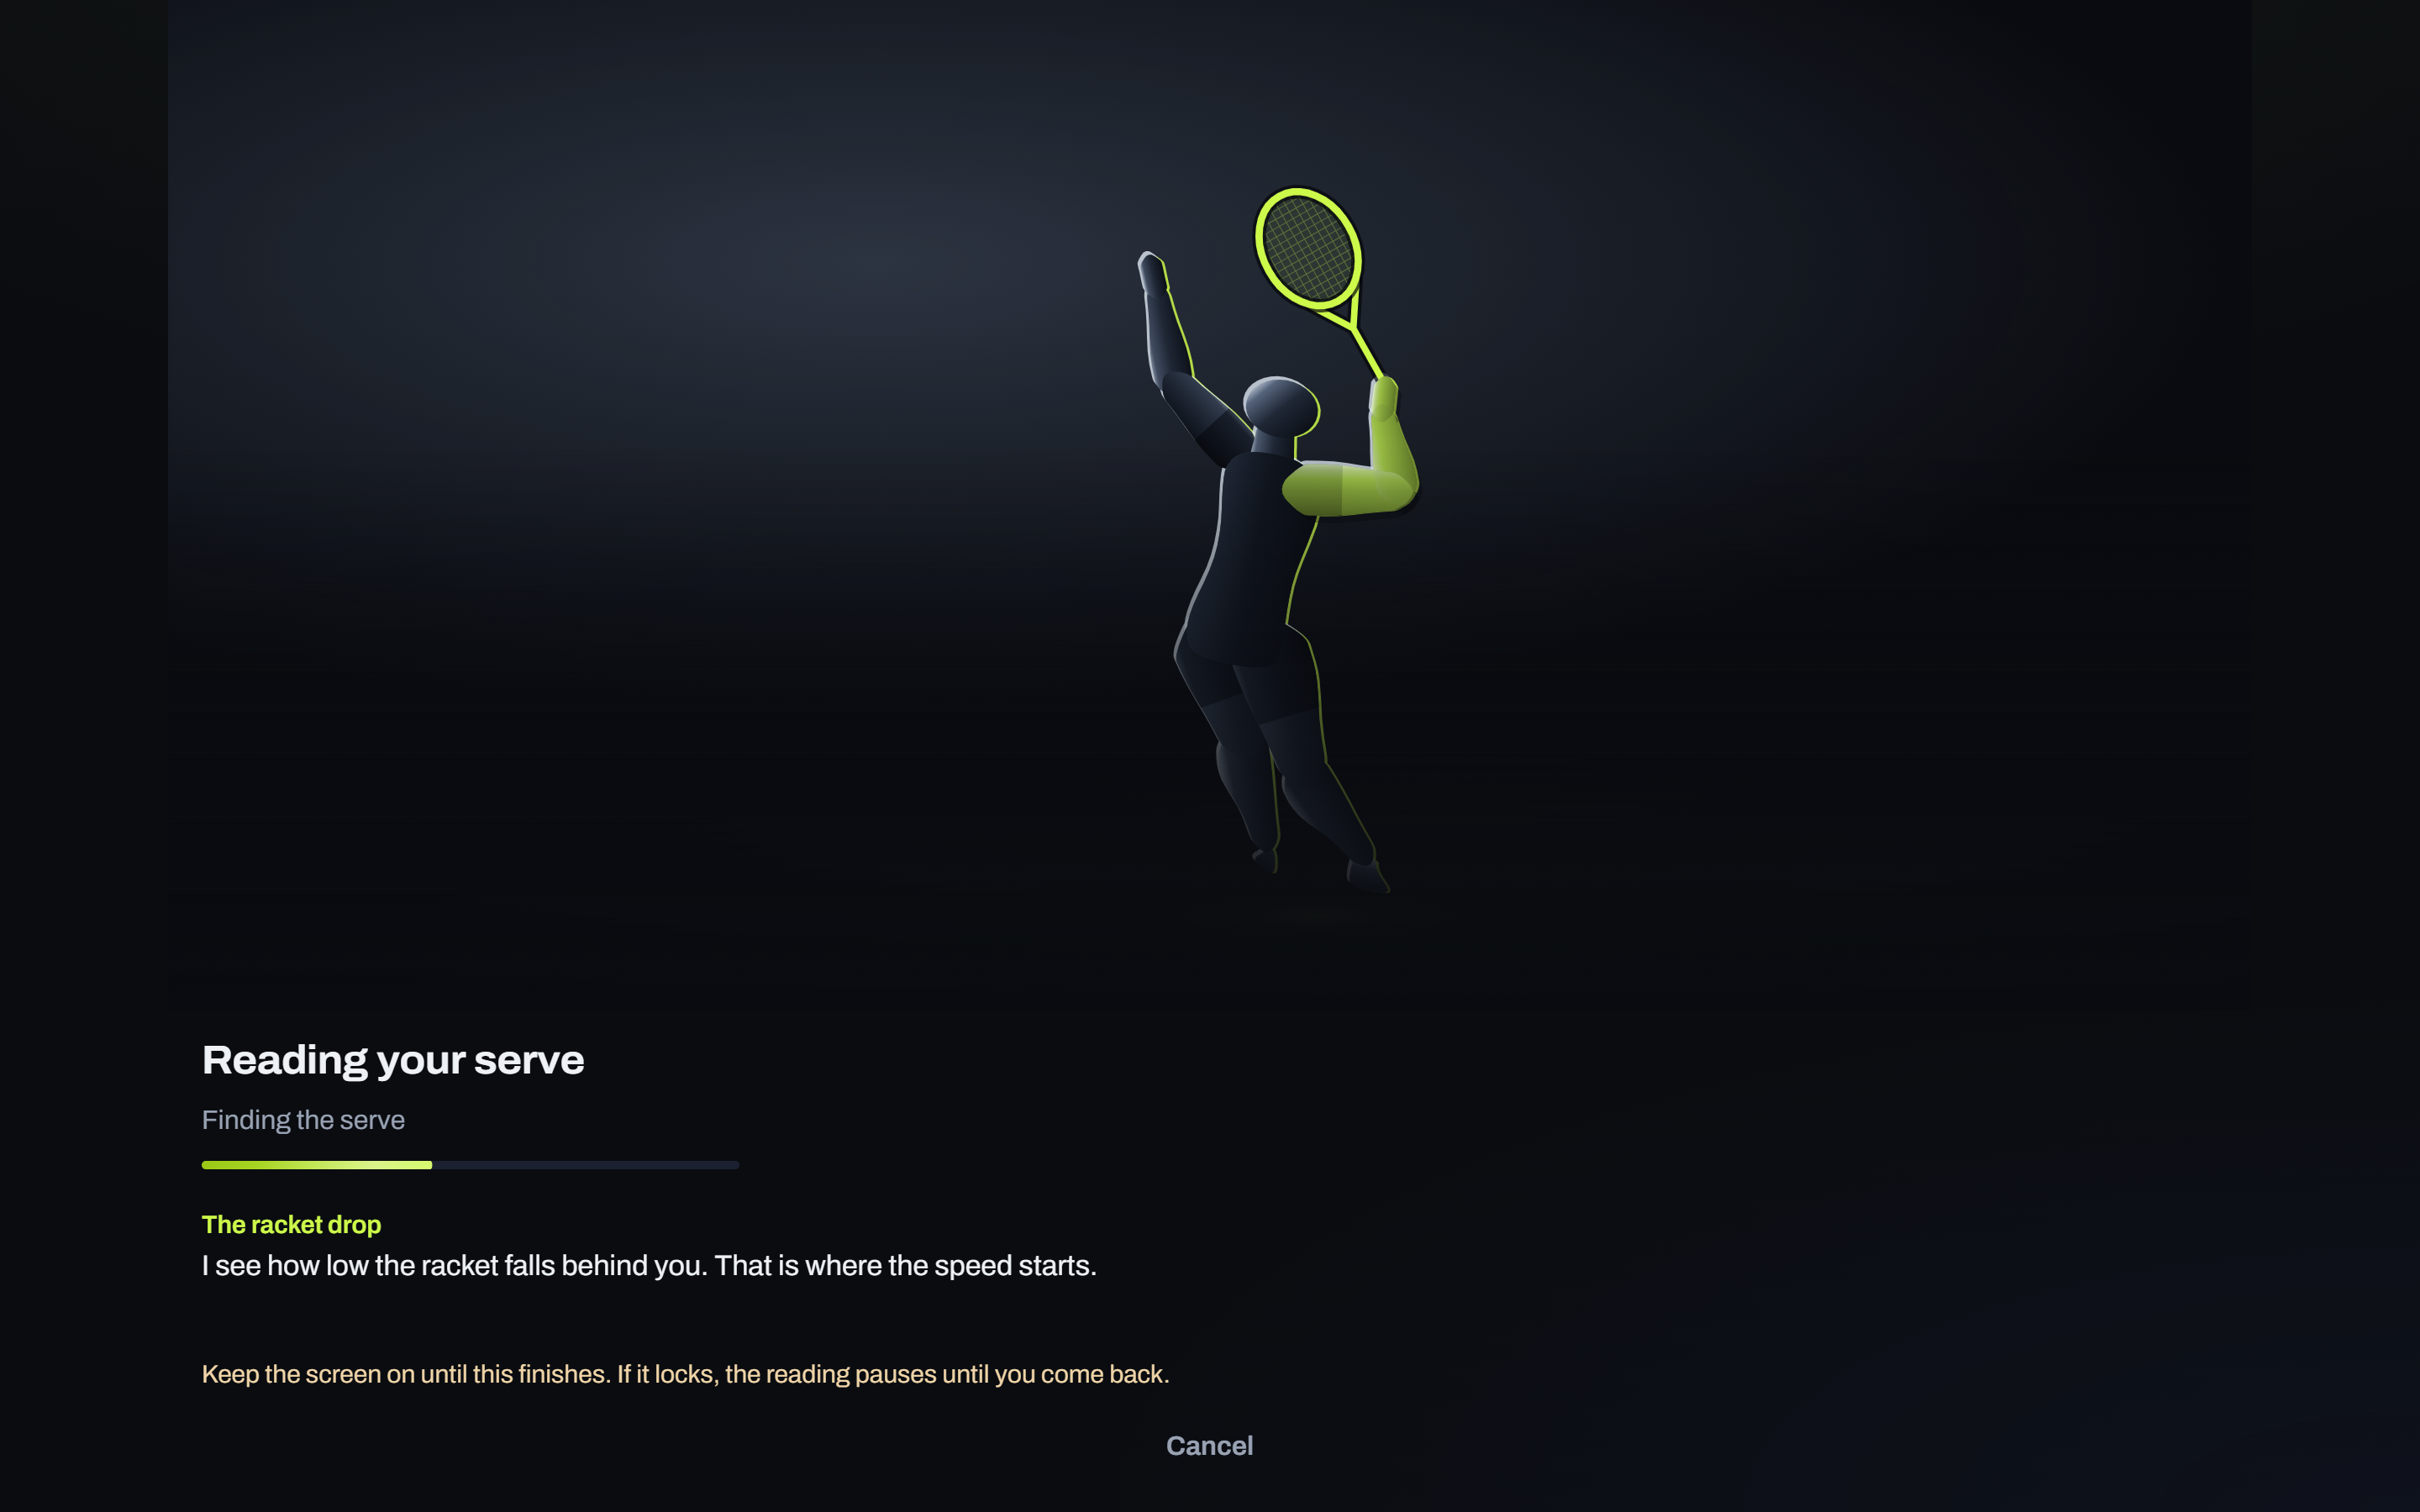 Reading your serve
Finding the serve
The racket drop
I see how low the racket falls behind you. That is where the speed starts.
Keep the screen on until this finishes. If it locks, the reading pauses until you come back.
Cancel